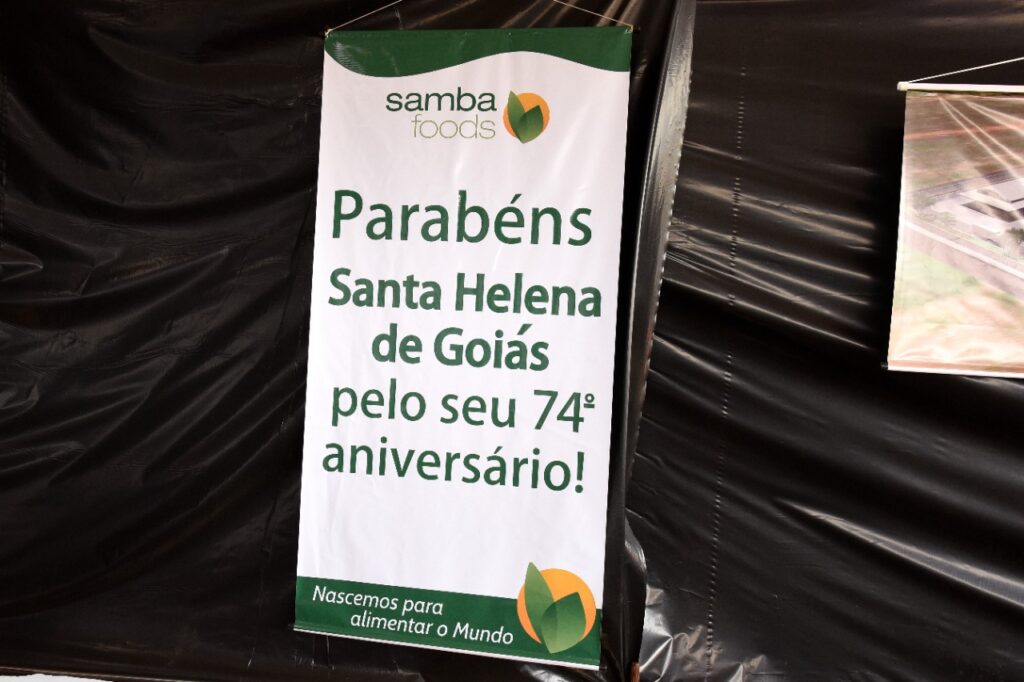 samba
foods
Parabéns
Santa Helena
de Goiás
pelo seu 74º
aniversário!
Nascemos para
alimentar o Mundo